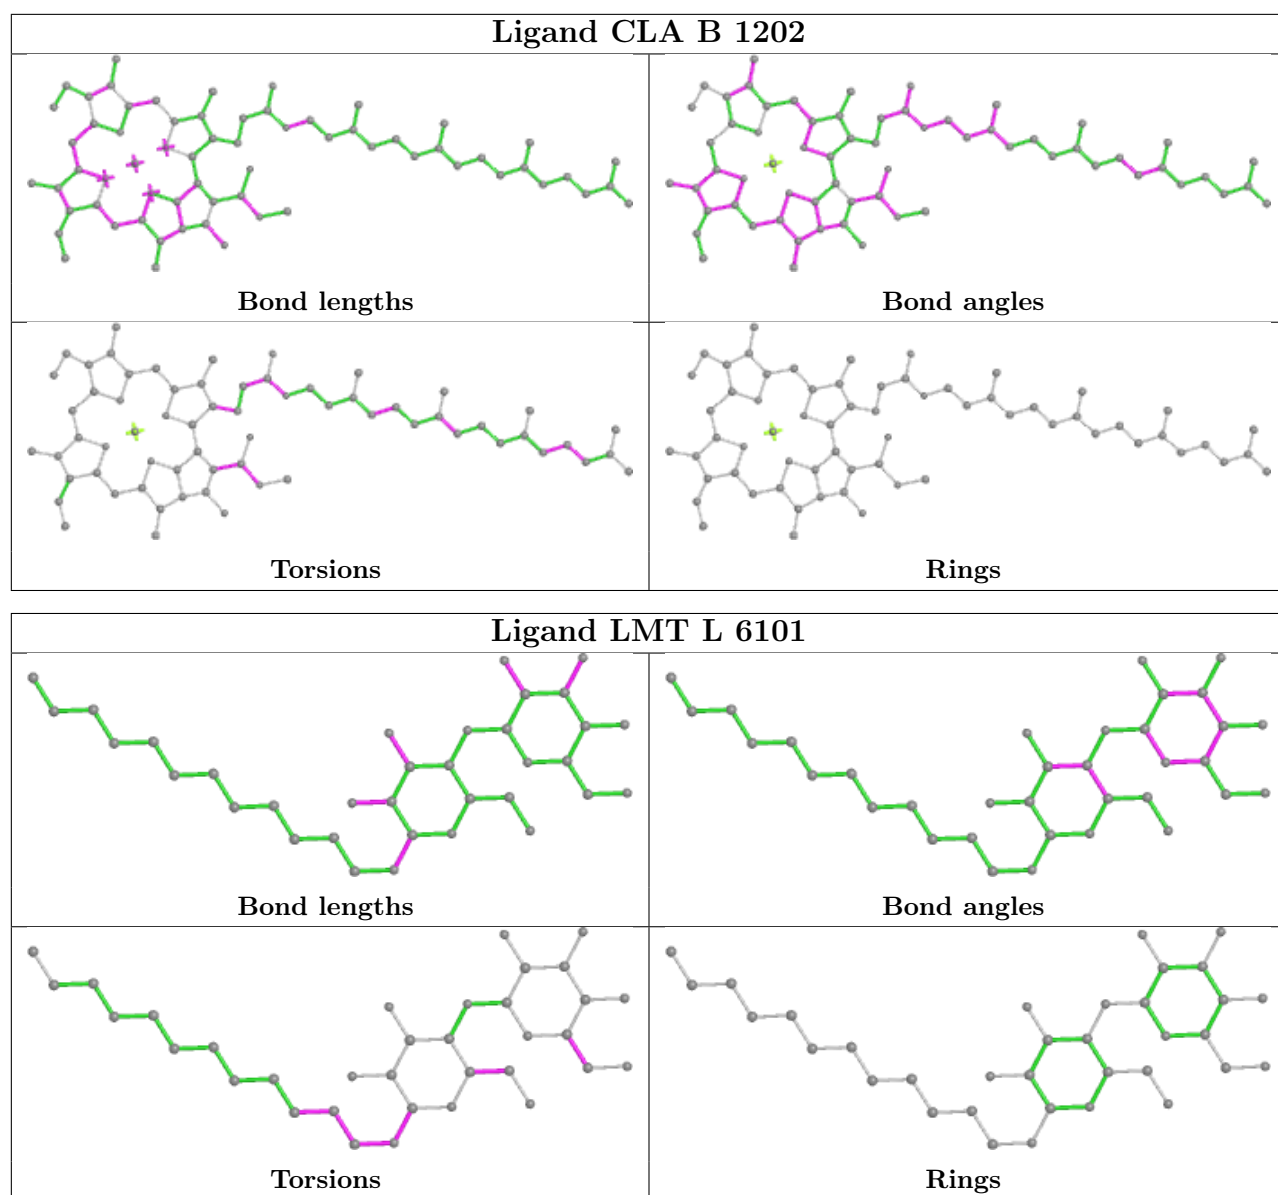 Ligand CLA B 1202
Bond lengths
Bond angles
Torsions
Rings
Ligand LMT L 6101
Bond lengths
Bond angles
Torsions
Rings